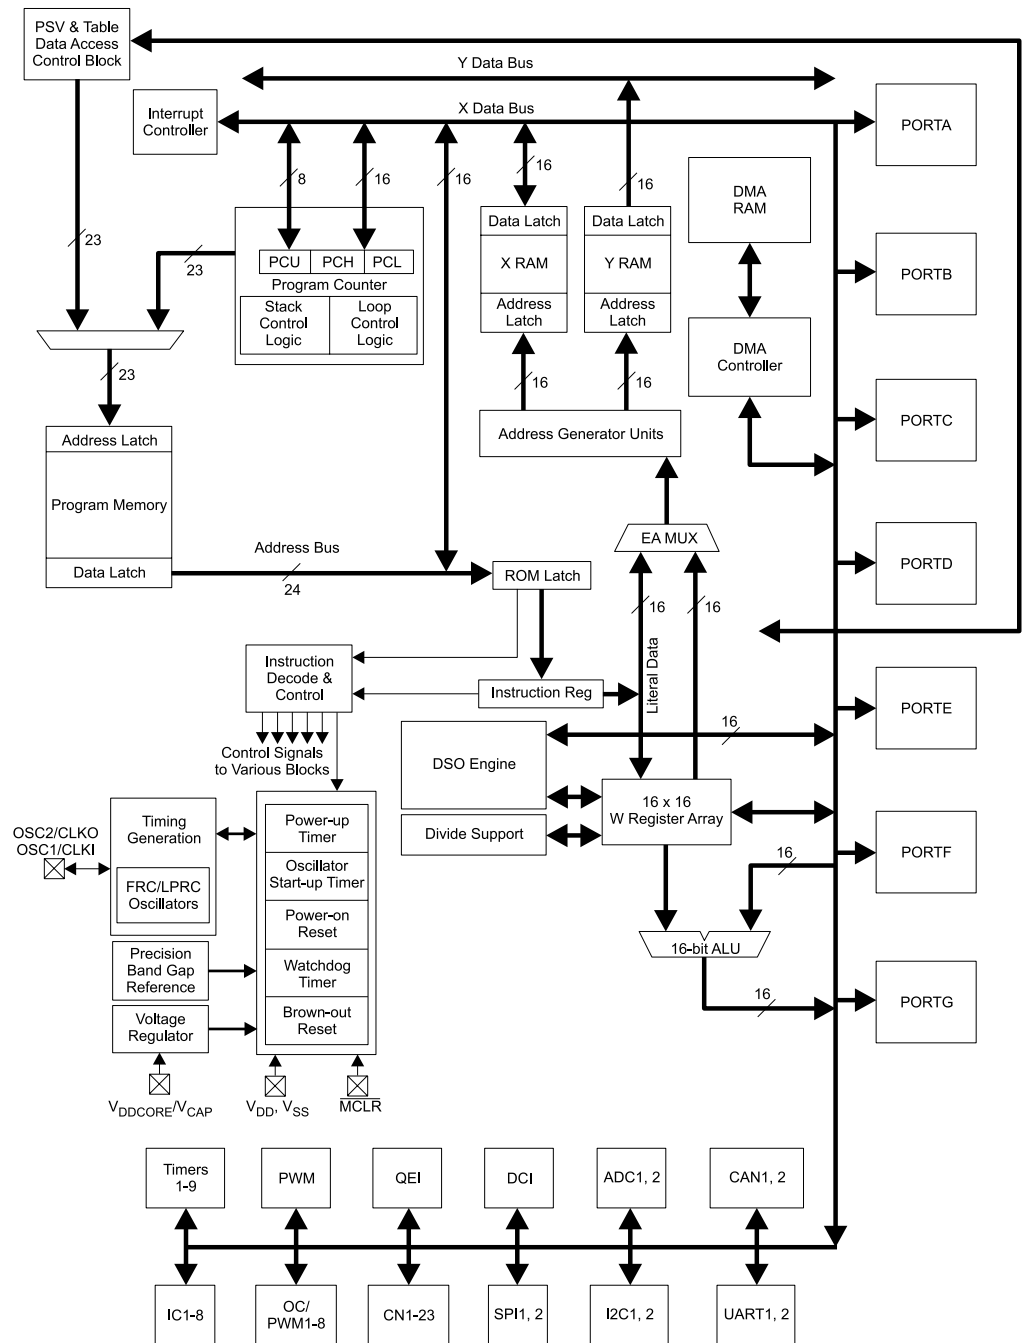 PSV & Table
Data Access
Control Block
Y Data Bus
X Data Bus
Interrupt
Controller
PORTA
8
16
16
16
16
DMA
RAM
23
23
Data Latch
X RAM
Address
Latch
Data Latch
Y RAM
Address
Latch
PORTB
PCU
PCH
PCL
Program Counter
Stack
Control
Logic
Loop
Control
Logic
23
16
16
DMA
Controller
PORTC
Address Latch
Program Memory
Data Latch
Address Generator Units
EA MUX
Address Bus
24
ROM Latch
PORTD
16
16
Literal Data
Instruction
Decode &
Control
Instruction Reg
PORTE
Control Signals
to Various Blocks
DSO Engine
16
16 x 16
W Register Array
Divide Support
OSC2/CLKO
OSC1/CLKI
Timing
Generation
FRC/LPRC
Oscillators
Power-up
Timer
Oscillator
Start-up Timer
Power-on
Reset
Watchdog
Timer
Brown-out
Reset
16
PORTF
16-bit ALU
Precision
Band Gap
Reference
Voltage
Regulator
16
PORTG
VDDCORE/VCAP
VDD, VSS
MCLR
Timers
1-9
PWM
QEI
DCI
ADC1, 2
CAN1, 2
IC1-8
OC/
PWM1-8
CN1-23
SPI1, 2
I2C1, 2
UART1, 2